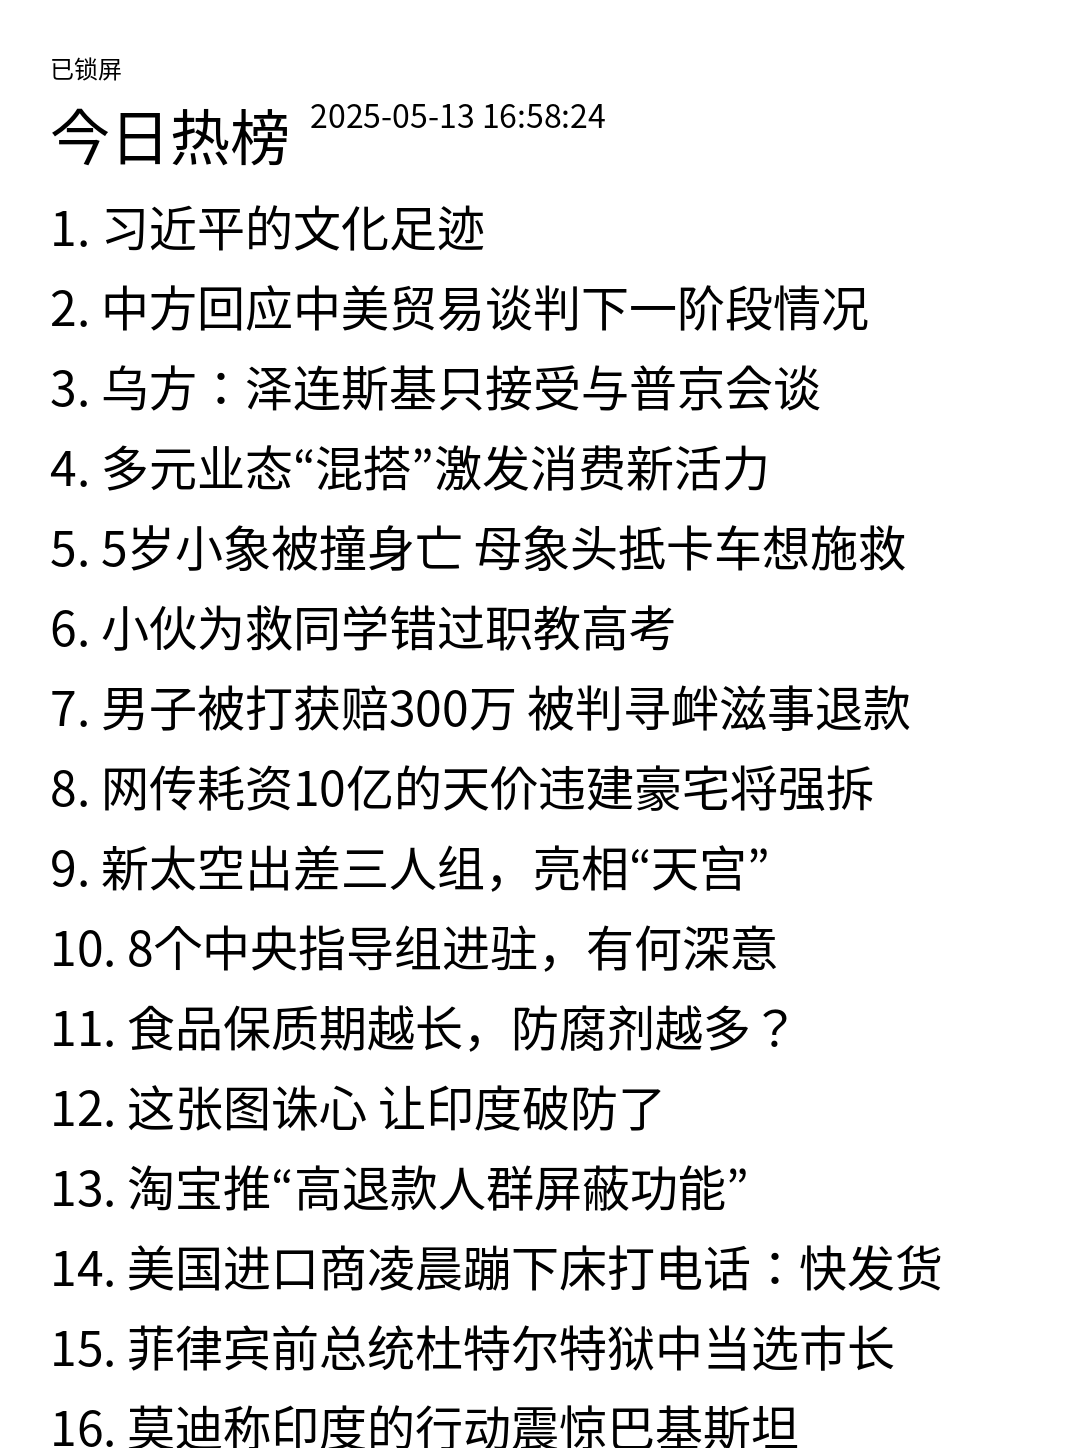 已锁屏
今日热榜 2025-05-13 16:58:24
1. 习近平的文化足迹
2. 中方回应中美贸易谈判下一阶段情况
3. 乌方：泽连斯基只接受与普京会谈
4. 多元业态“混搭”激发消费新活力
5. 5岁小象被撞身亡 母象头抵卡车想施救
6. 小伙为救同学错过职教高考
7. 男子被打获赔300万 被判寻衅滋事退款
8. 网传耗资10亿的天价违建豪宅将强拆
9. 新太空出差三人组，亮相“天宫”
10. 8个中央指导组进驻，有何深意
11. 食品保质期越长，防腐剂越多？
12. 这张图诛心 让印度破防了
13. 淘宝推“高退款人群屏蔽功能”
14. 美国进口商凌晨蹦下床打电话：快发货
15. 菲律宾前总统杜特尔特狱中当选市长
16. 莫迪称印度的行动震惊巴基斯坦